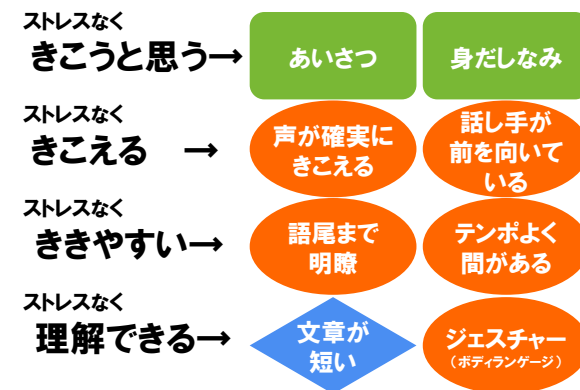 ストレスなく
きこうと思う→
あいさつ
身だしなみ
ストレスなく
きこえる →
声が確実に
きこえる
話し手が
前を向いて
いる
ストレスなく
ききやすい→
語尾まで
明瞭
テンポよく
間がある
ストレスなく
理解できる→
文章が
短い
ジェスチャー
（ボディランゲージ）